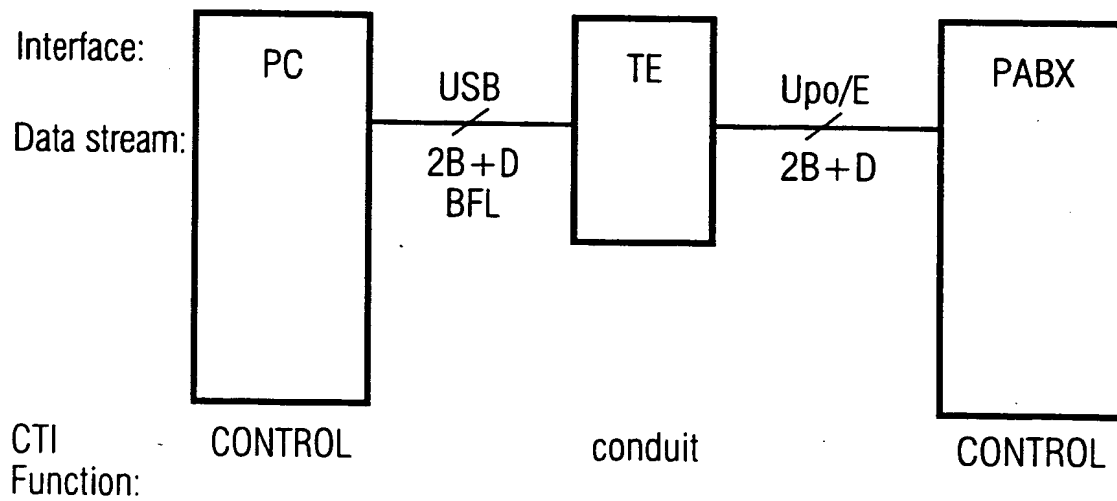 Interface:
PC
TE
PABX
USB
Upo/E
Data stream:
2B+D
BFL
2B+D
CTI
Function:
CONTROL
conduit
CONTROL